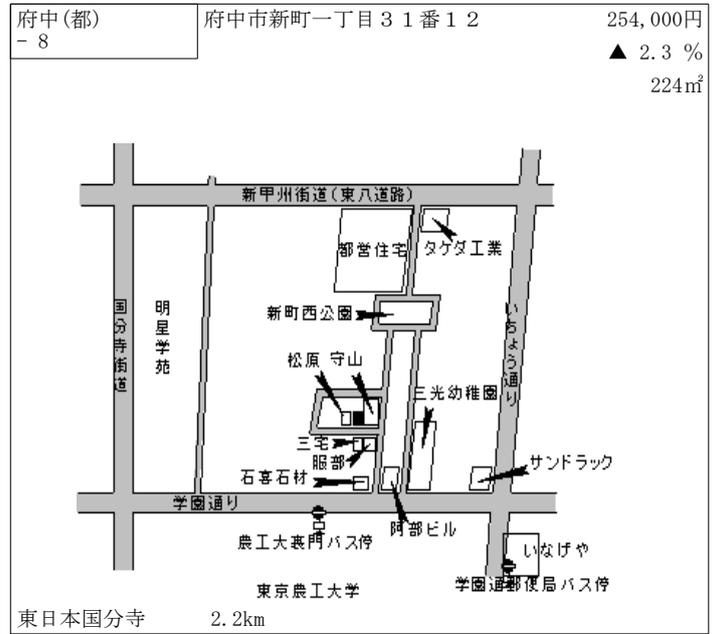 府中(都)
- 8
府中市新町一丁目３１番１２
254,000円
▲ 2.3 %
224㎡
新甲州街道(東八道路)
都営住宅
タケダ工業
国分寺街道
明星学苑
新町西公園
いちょう通り
松原 守山
三光幼稚園
三宅
服部
石喜石材
サンドラック
学園通り
阿部ビル
農工大裏門バス停
いなげや
東京農工大学
学園通郵便局バス停
東日本国分寺 2.2km